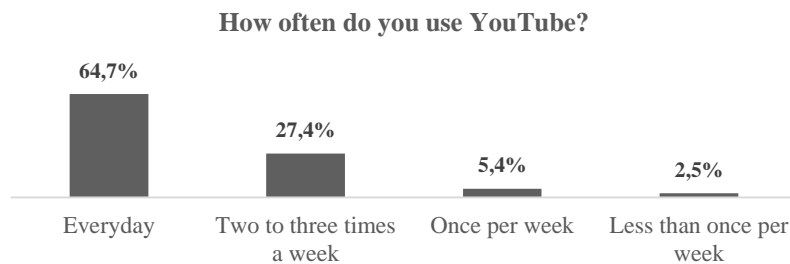 How often do you use YouTube?
64,7%
27,4%
5,4%
2,5%
Everyday
Two to three times
a week
Once per week
Less than once per
week